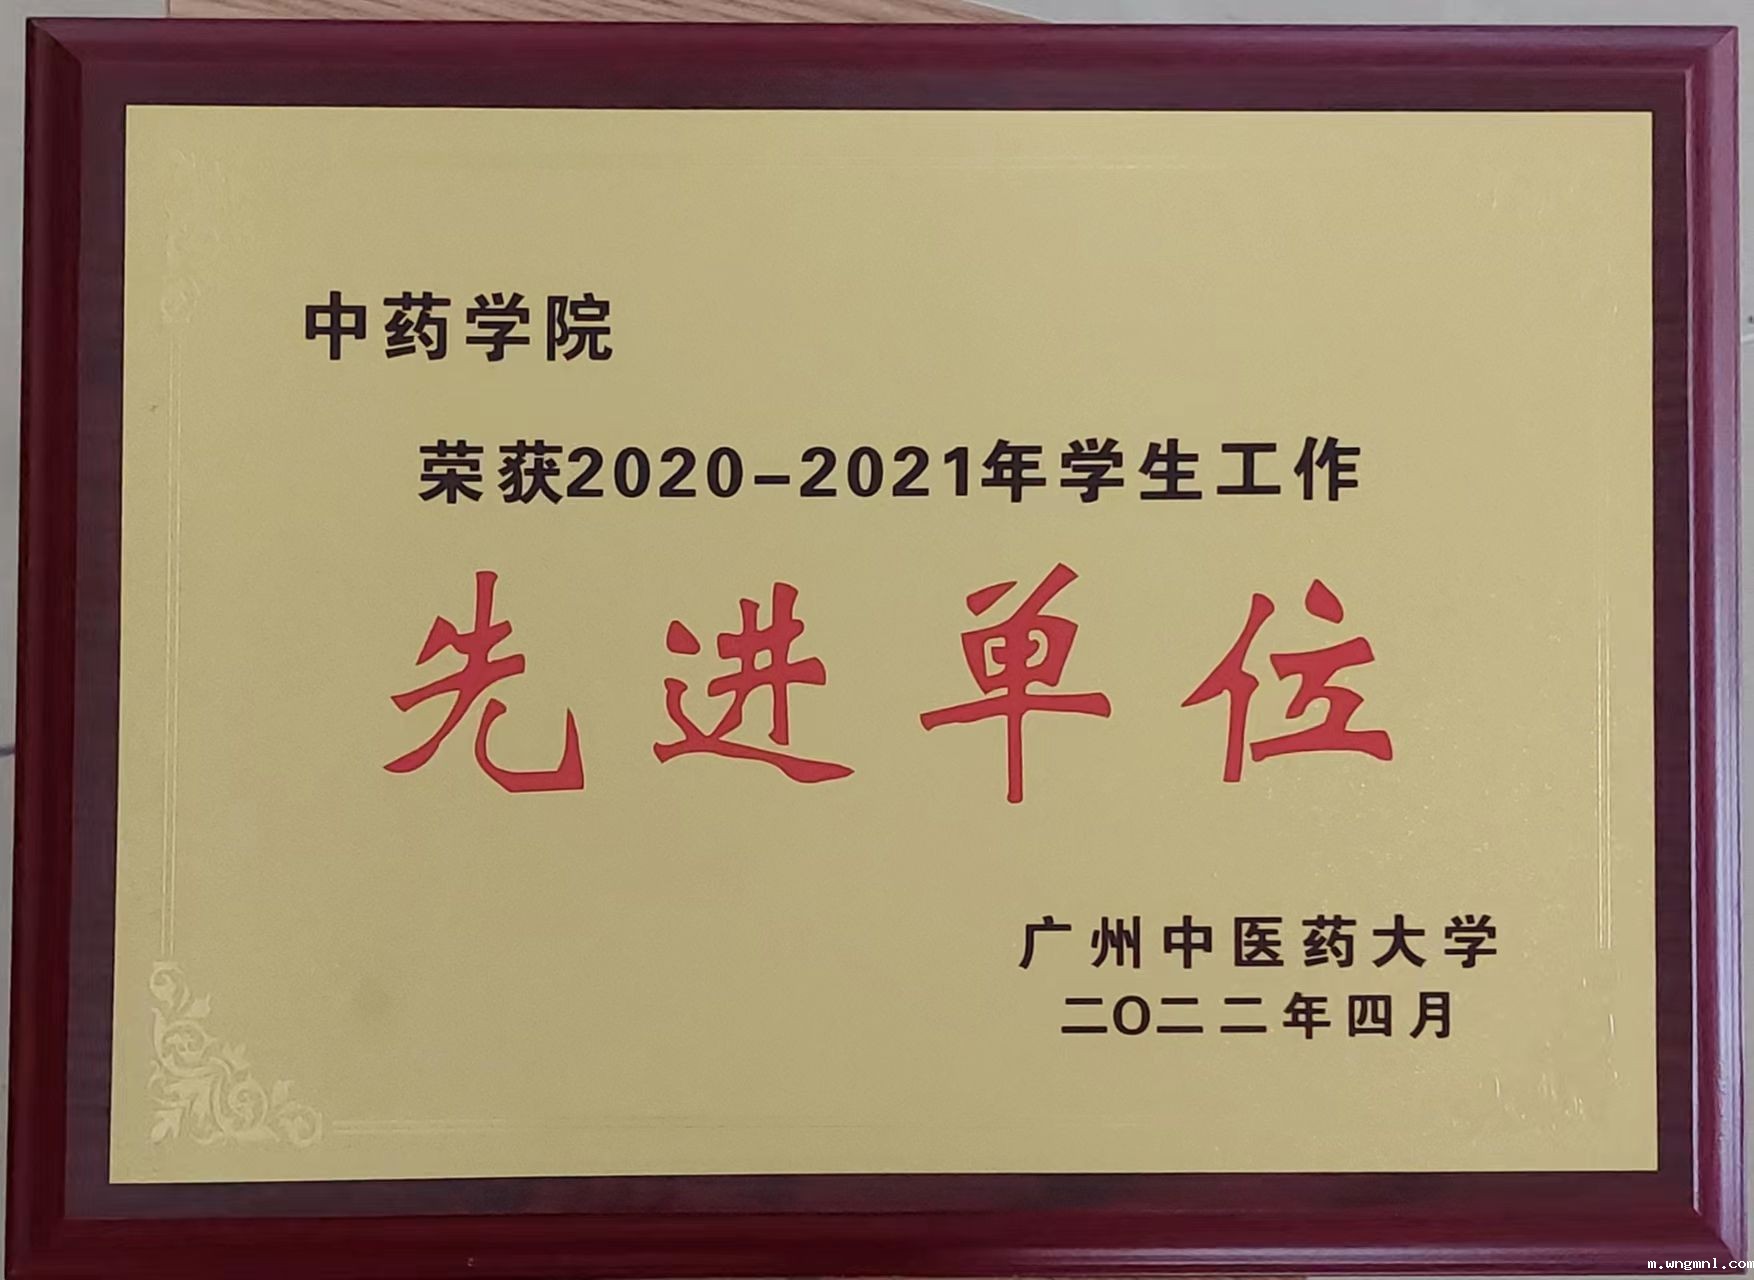 中药学院
荣获2020-2021年学生工作
先进单位
广州中医药大学
二〇二二年四月
m.wngmnl.com